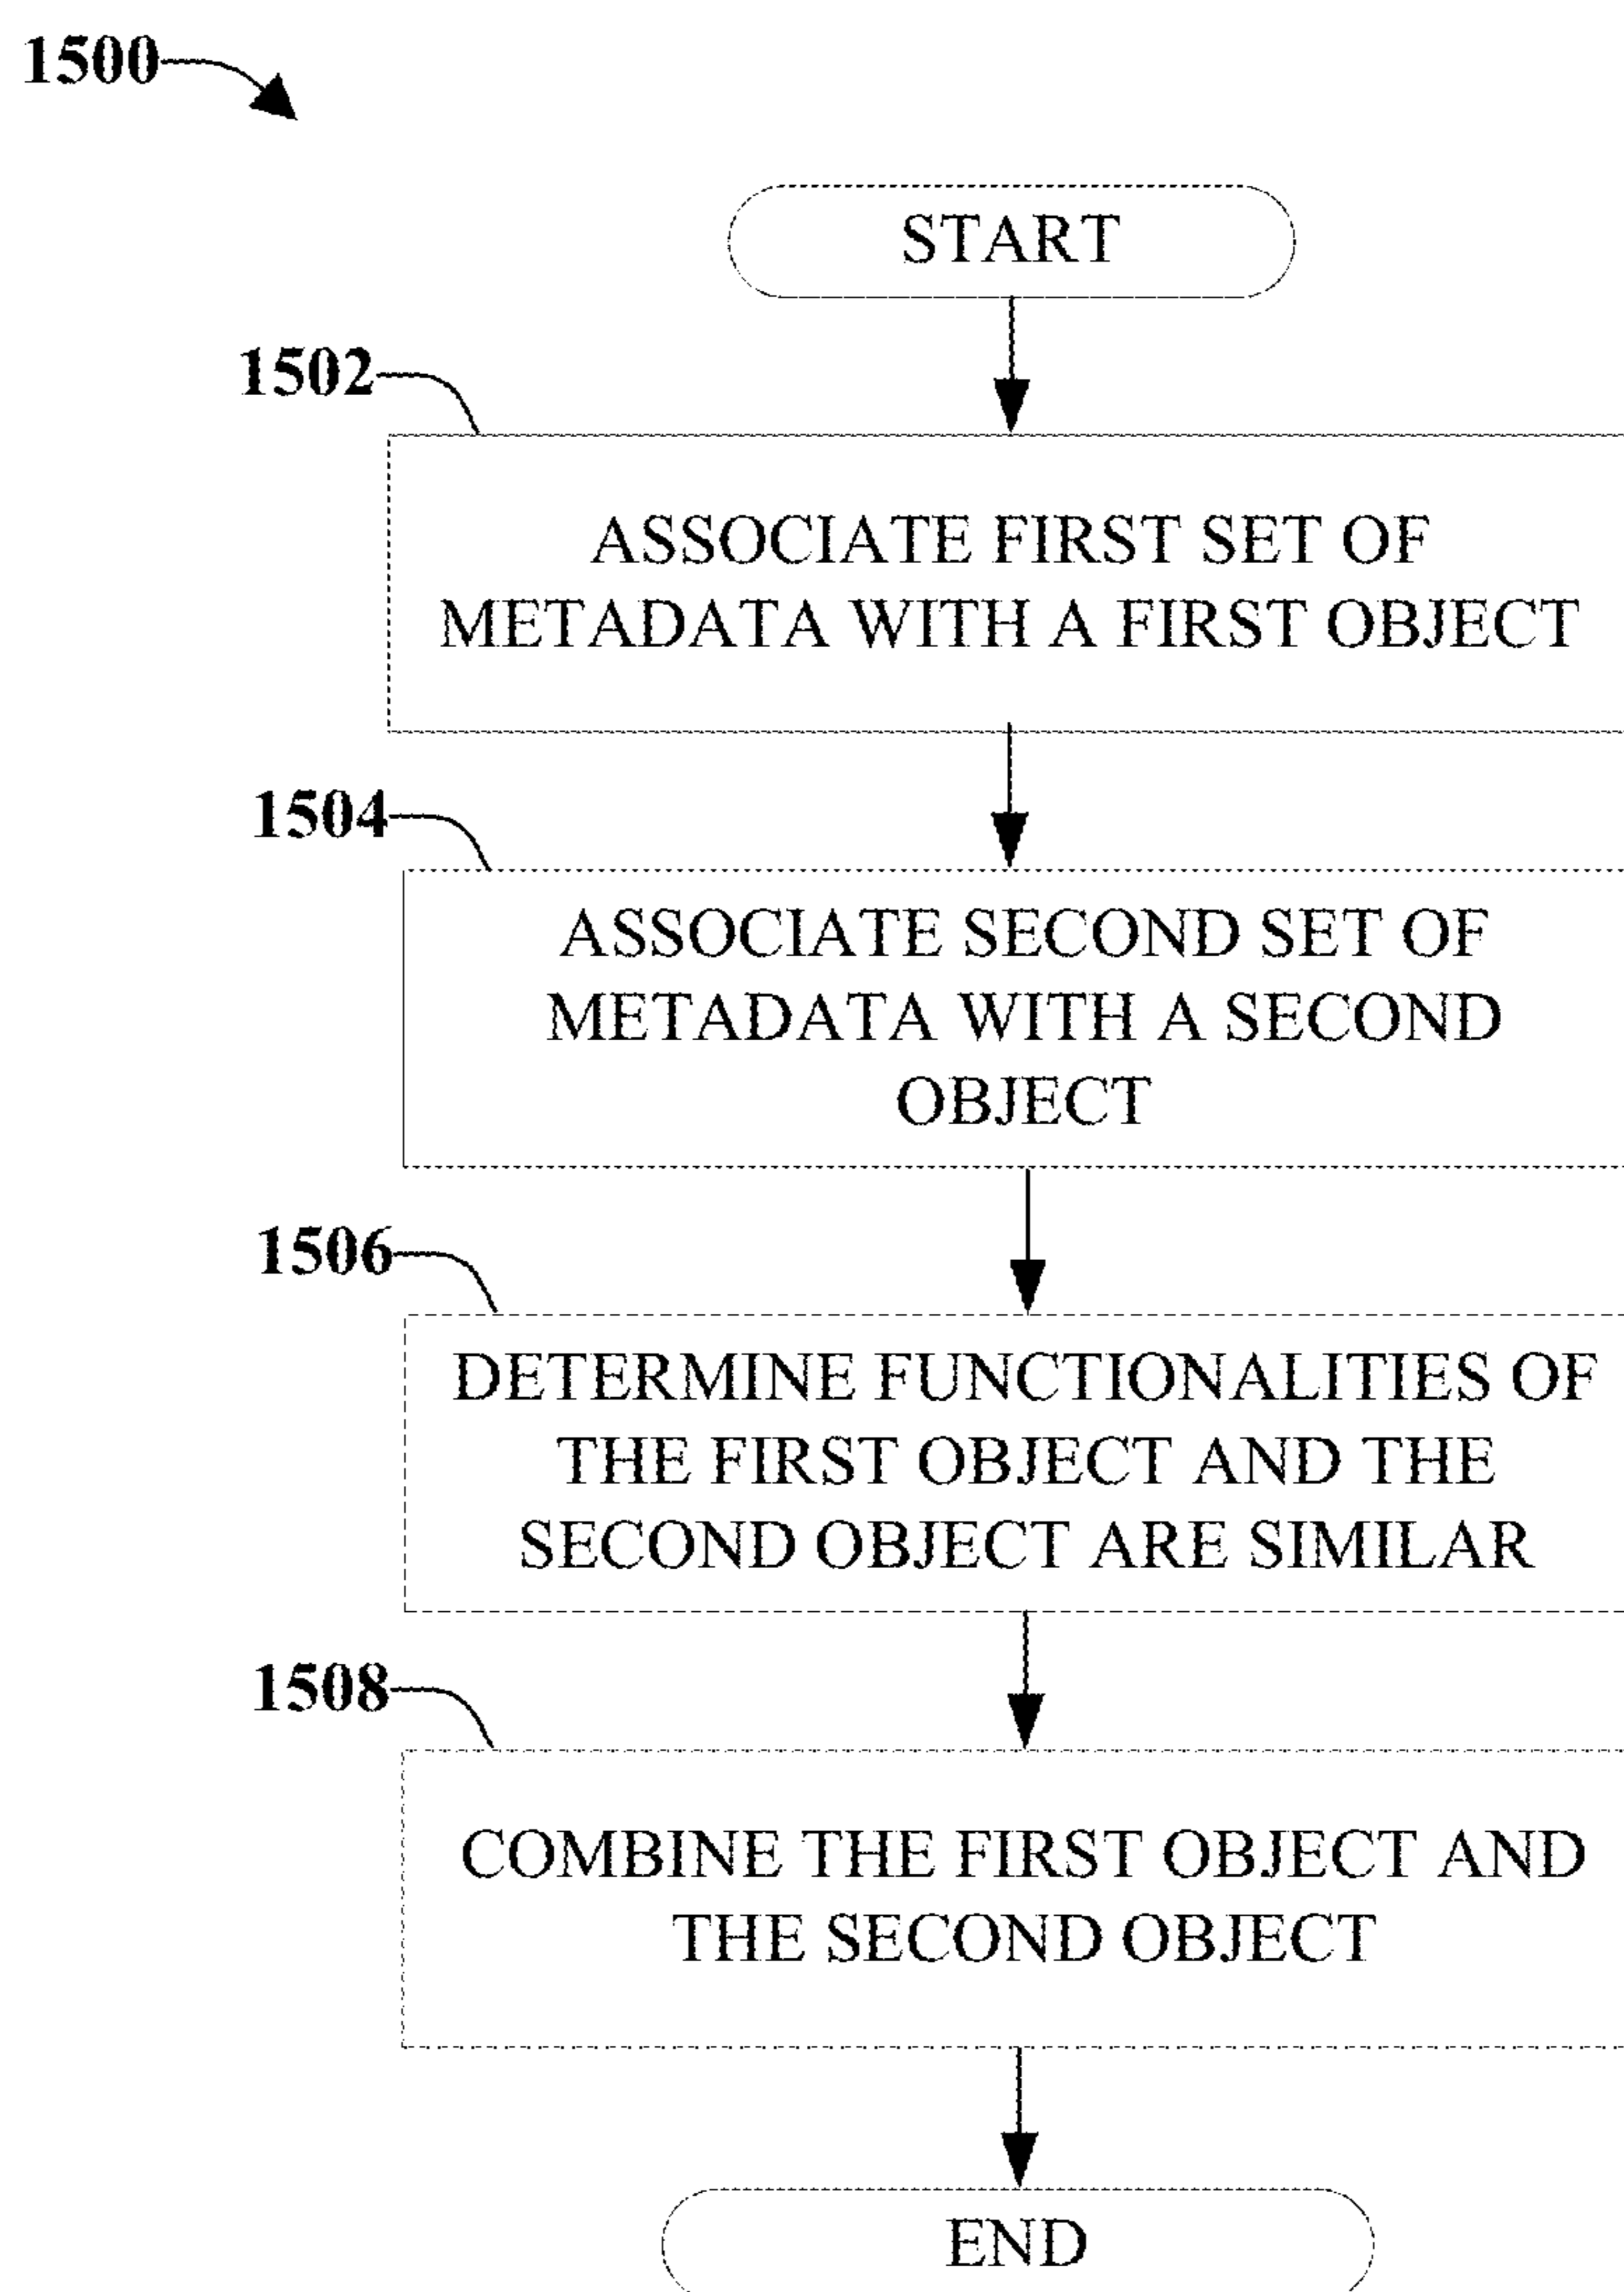 1500
START
1502
ASSOCIATE FIRST SET OF
METADATA WITH A FIRST OBJECT
1504
ASSOCIATE SECOND SET OF
METADATA WITH A SECOND
OBJECT
1506
DETERMINE FUNCTIONALITIES OF
THE FIRST OBJECT AND THE
SECOND OBJECT ARE SIMILAR
1508
COMBINE THE FIRST OBJECT AND
THE SECOND OBJECT
END